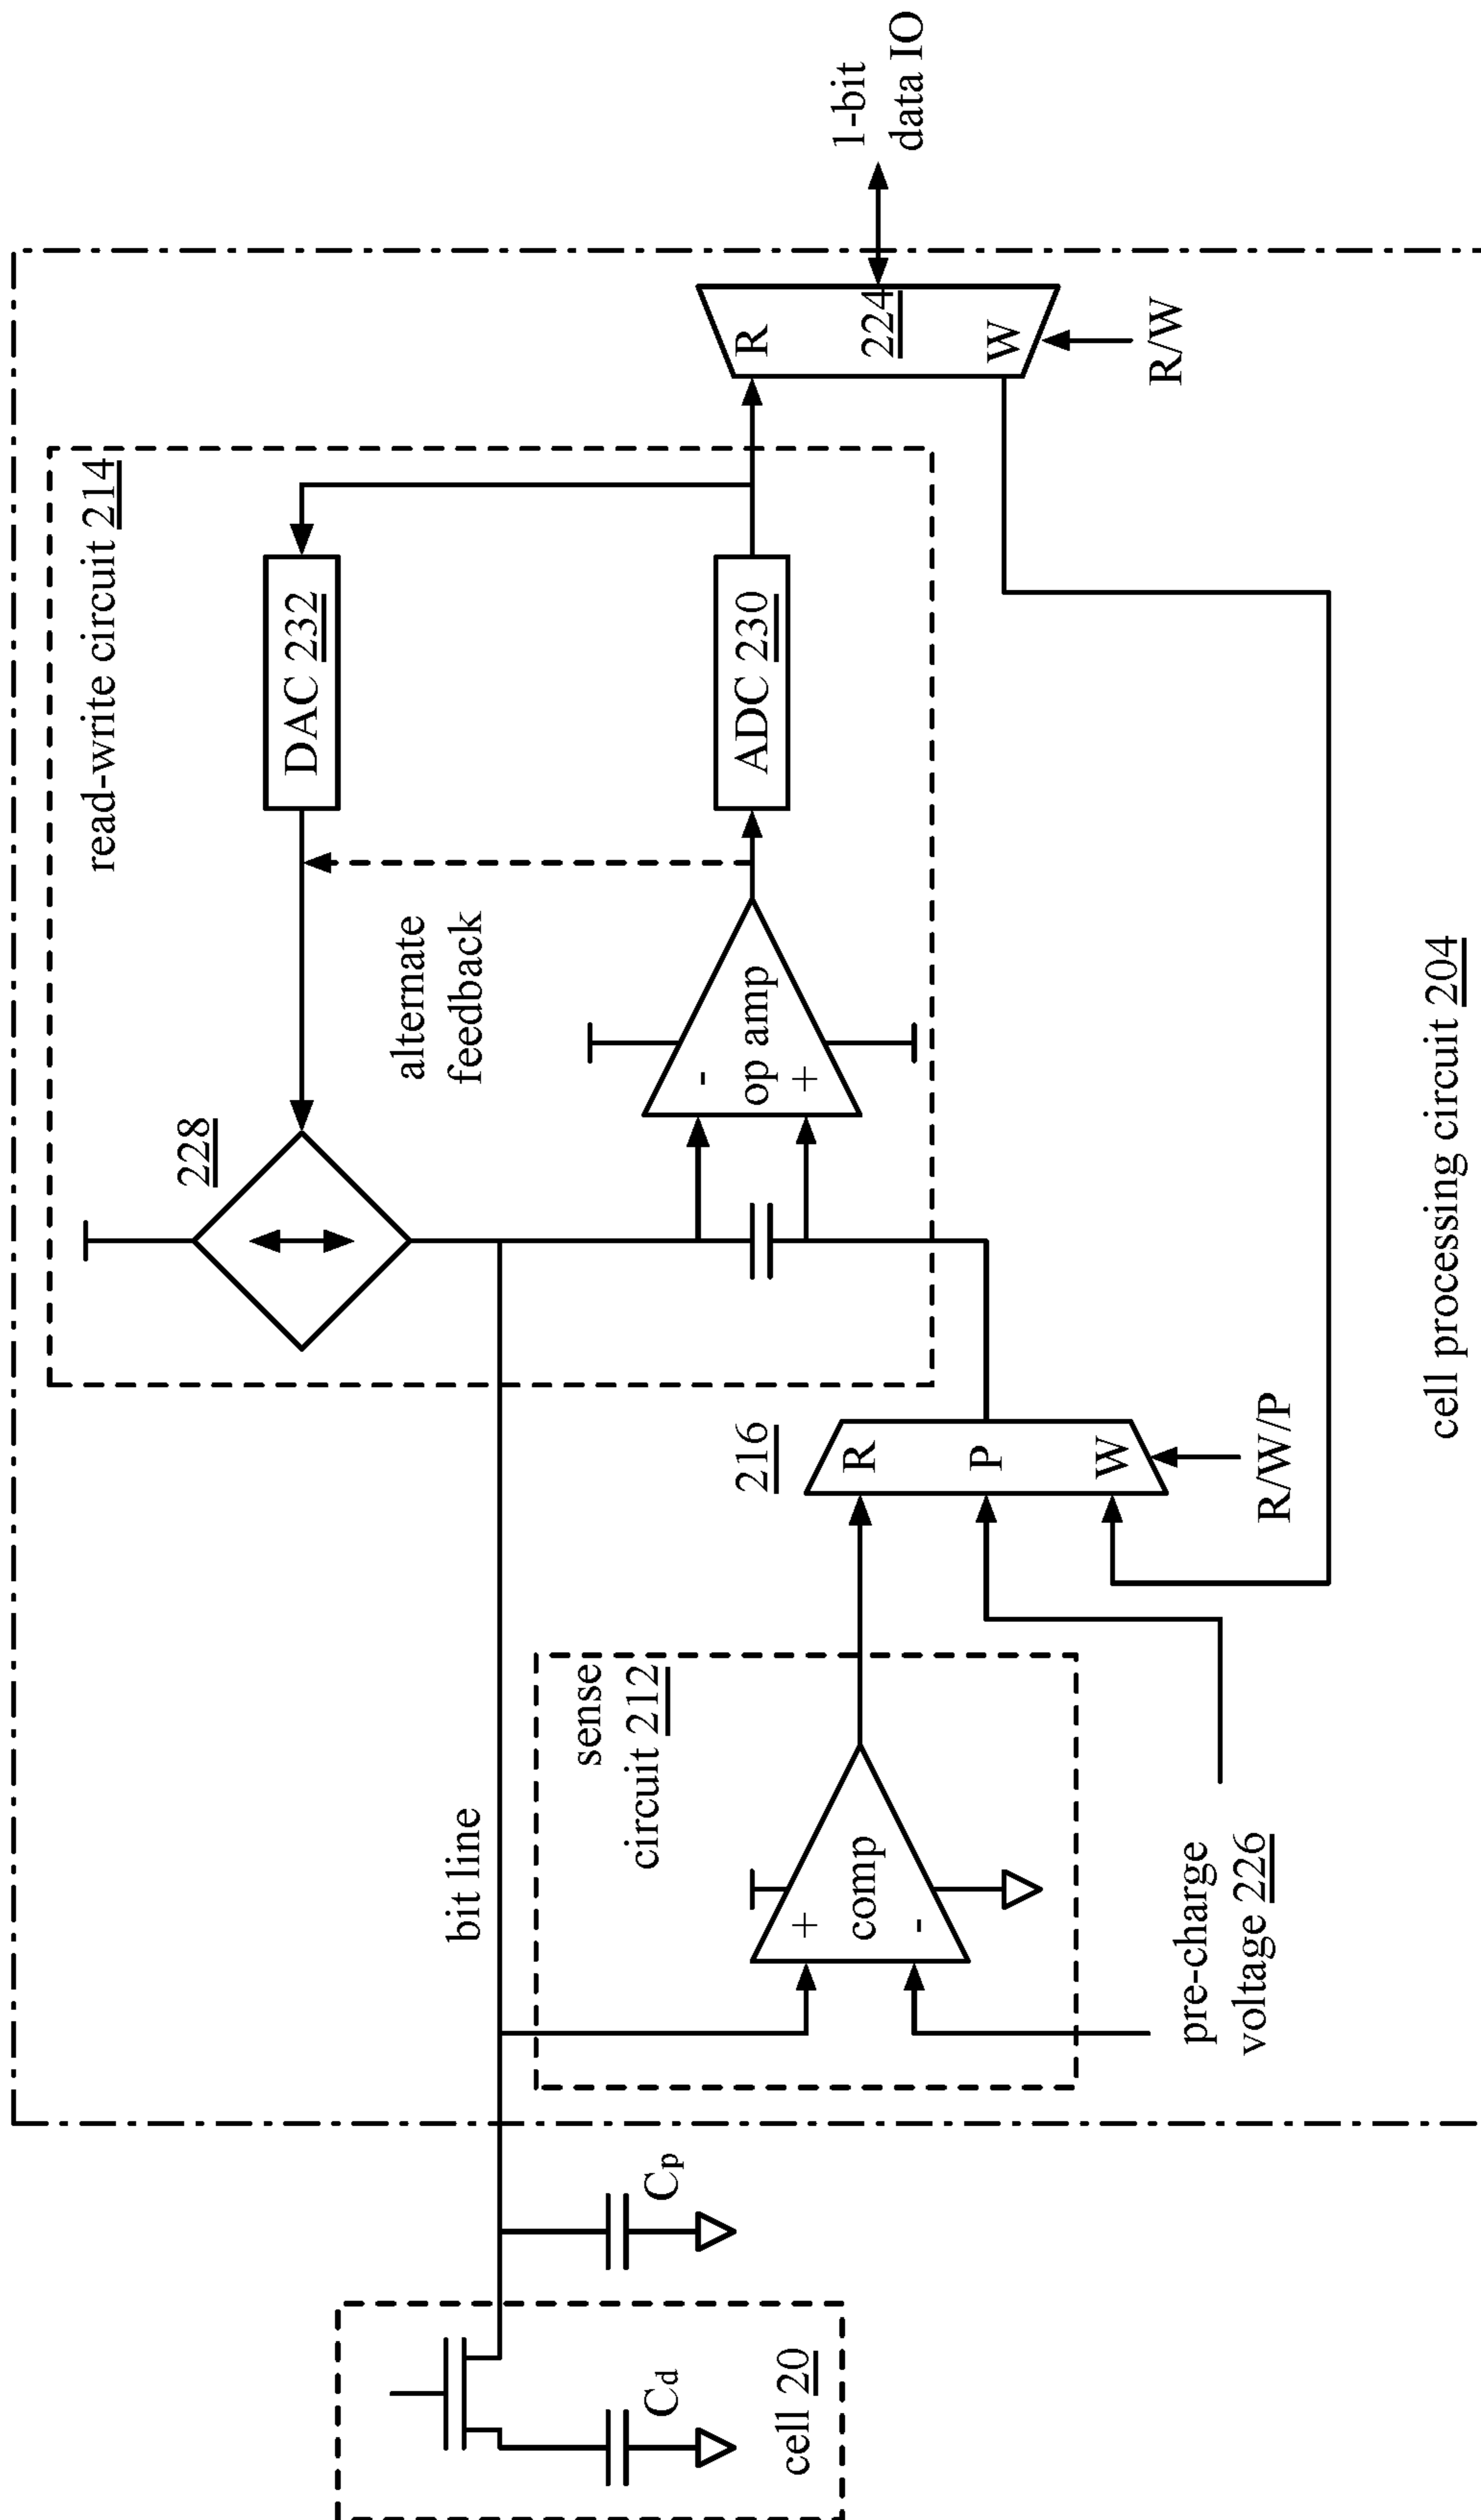 read-write circuit 214
228
DAC 232
alternate
feedback
-
op amp
+
ADC 230
1-bit
data IO
R
224
W
R/W
bit line
sense
circuit 212
+
comp
-
216
R
P
W
R/W/P
pre-charge
voltage 226
Cp
Cd
cell 20
cell processing circuit 204